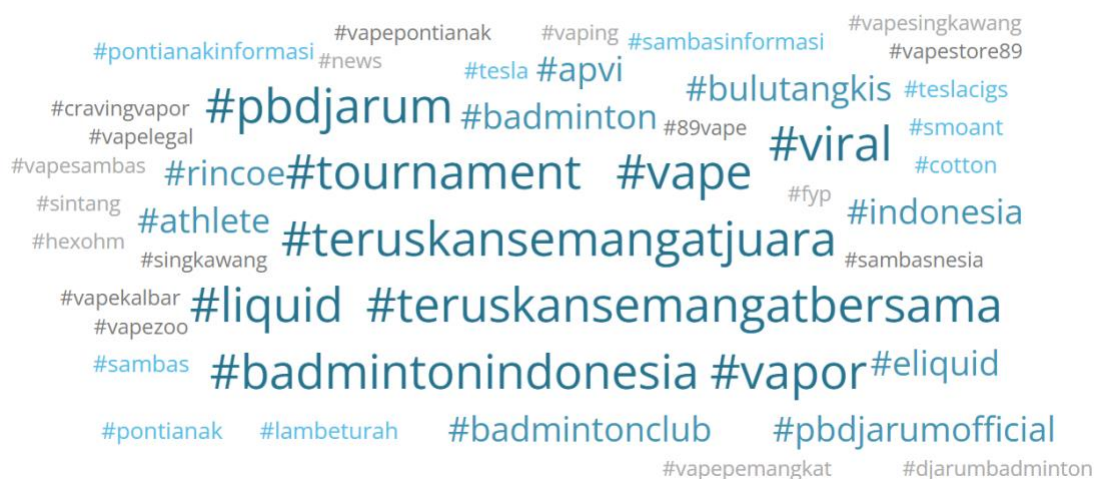 #vapepontianak #vaping #sambasinformasi #vapesingkawang
#pontianakinformasi #news #vapestore89
#tesla #apvi
#cravingvapor #pbdjarum #badminton #bulutangkis #teslacigs
#vapelegal #89vape #viral #smoant
#vapesambas #rincoe #tournament #vape #cotton
#sintang #athlete #fyp #indonesia
#hexohm #teruskansemangatjuara
#singkawang #sambasnesia
#vapekalbar #liquid #teruskansemangatbersama
#vapezoo
#sambas #badmintonindonesia #vapor #eliquid
#pontianak #lambeturah #badmintonclub #pbdjarumofficial
#vapepemangkat #djarumbadminton